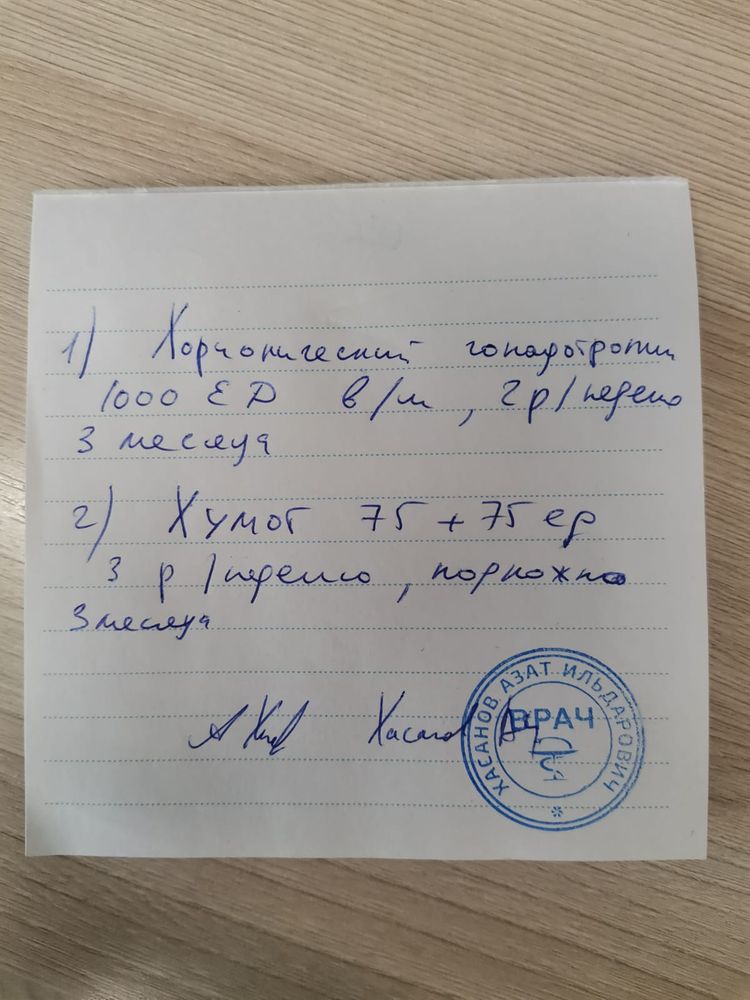 1) Хорионический гонадотропин
1000 ЕД в/м, 2р/неделю
3 месяца
2) Хумог 75 + 75 ед
3 р/неделю, подкожно
3 месяца
Хасанов А
ХАСАНОВ АЗАТ ИЛЬДАРОВИЧ
ВРАЧ